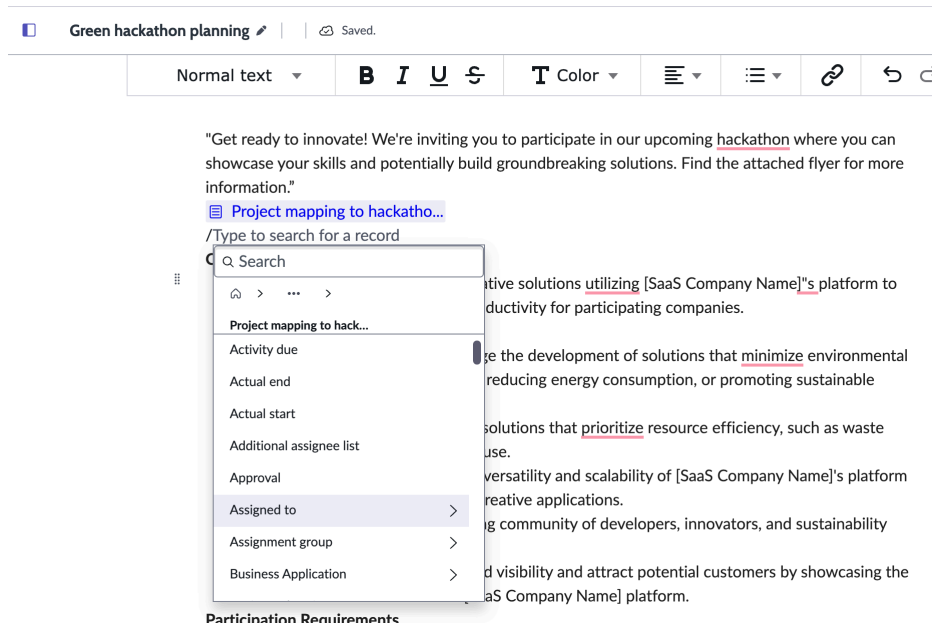 Green hackathon planning Saved.
Normal text B I U S T Color
"Get ready to innovate! We're inviting you to participate in our upcoming hackathon where you can
showcase your skills and potentially build groundbreaking solutions. Find the attached flyer for more
information.”
Project mapping to hackatho...
/Type to search for a record
Search
ative solutions utilizing [SaaS Company Name]"s platform to
Project mapping to hack...
ductivity for participating companies.
Activity due
ge the development of solutions that minimize environmental
Actual end
reducing energy consumption, or promoting sustainable
Actual start
Additional assignee list
solutions that prioritize resource efficiency, such as waste
use.
Approval
versatility and scalability of [SaaS Company Name]'s platform
Assigned to
reative applications.
Assignment group
ng community of developers, innovators, and sustainability
Business Application
d visibility and attract potential customers by showcasing the
aS Company Name] platform.
Participation Requirements